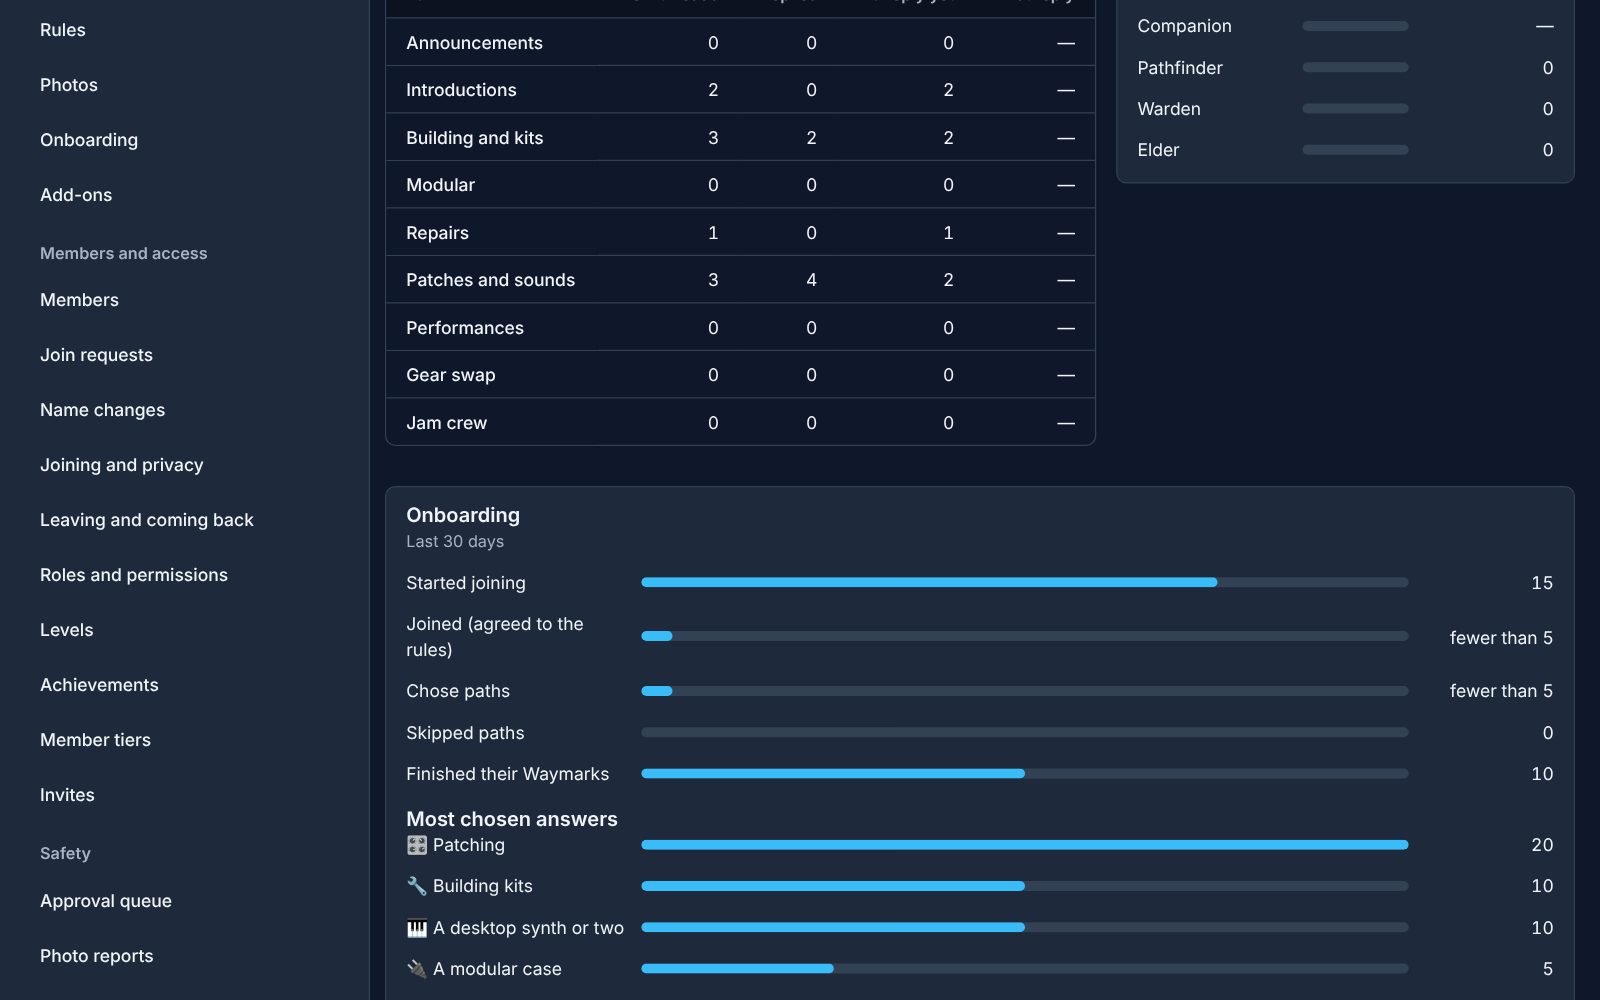 Rules
Photos
Onboarding
Add-ons
Members and access
Members
Join requests
Name changes
Joining and privacy
Leaving and coming back
Roles and permissions
Levels
Achievements
Member tiers
Invites
Safety
Approval queue
Photo reports
Announcements 0 0 0 —
Introductions 2 0 2 —
Building and kits 3 2 2 —
Modular 0 0 0 —
Repairs 1 0 1 —
Patches and sounds 3 4 2 —
Performances 0 0 0 —
Gear swap 0 0 0 —
Jam crew 0 0 0 —
Companion —
Pathfinder 0
Warden 0
Elder 0
Onboarding
Last 30 days
Started joining 15
Joined (agreed to the
rules) fewer than 5
Chose paths fewer than 5
Skipped paths 0
Finished their Waymarks 10
Most chosen answers
Patching 20
Building kits 10
A desktop synth or two 10
A modular case 5